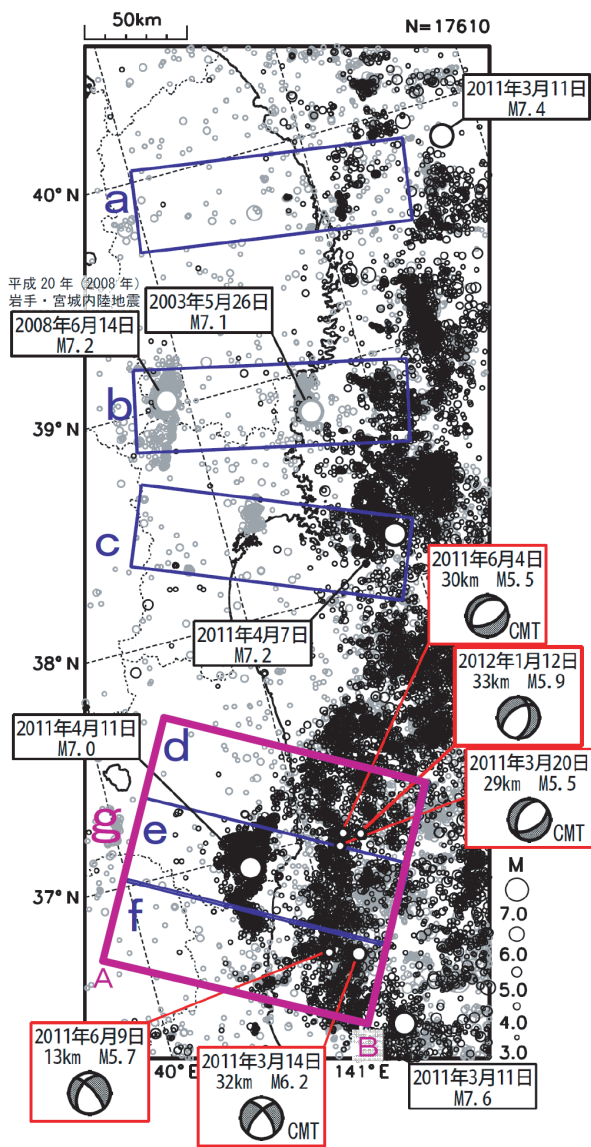 50km
N=17610
2011年3月11日
M7.4
40°N
a
平成20年(2008年)
岩手・宮城内陸地震
2008年6月14日
M7.2
2003年5月26日
M7.1
b
39°N
c
2011年6月4日
30km M5.5
CMT
2011年4月7日
M7.2
38°N
2012年1月12日
33km M5.9
2011年4月11日
M7.0
d
2011年3月20日
29km M5.5
CMT
g
e
M
7.0
6.0
5.0
4.0
3.0
37°N
f
A
B
2011年6月9日
13km M5.7
40°E
2011年3月14日
32km M6.2
CMT
141°E
2011年3月11日
M7.6